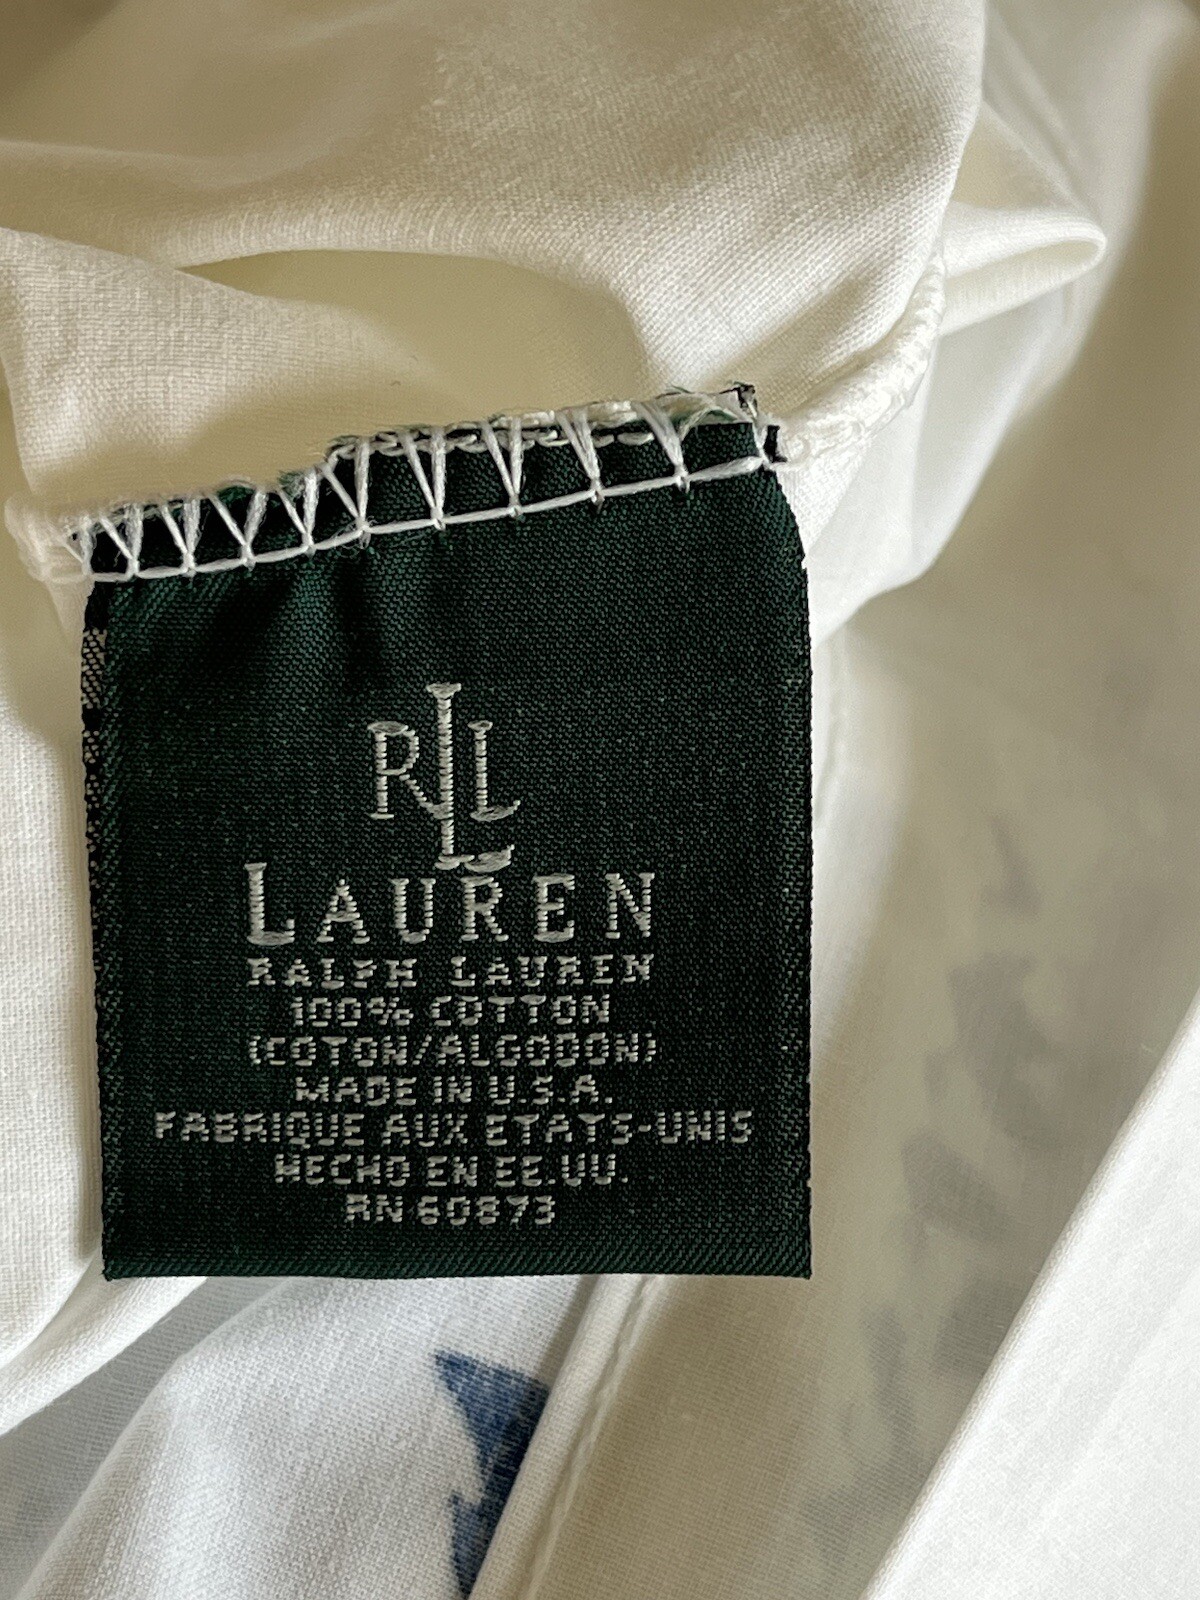 RLL
LAUREN
RALPH LAUREN
100% COTTON
(COTON/ALGODON)
MADE IN U.S.A.
FABRIQUE AUX ETATS-UNIS
HECHO EN EE.UU.
RN 60873